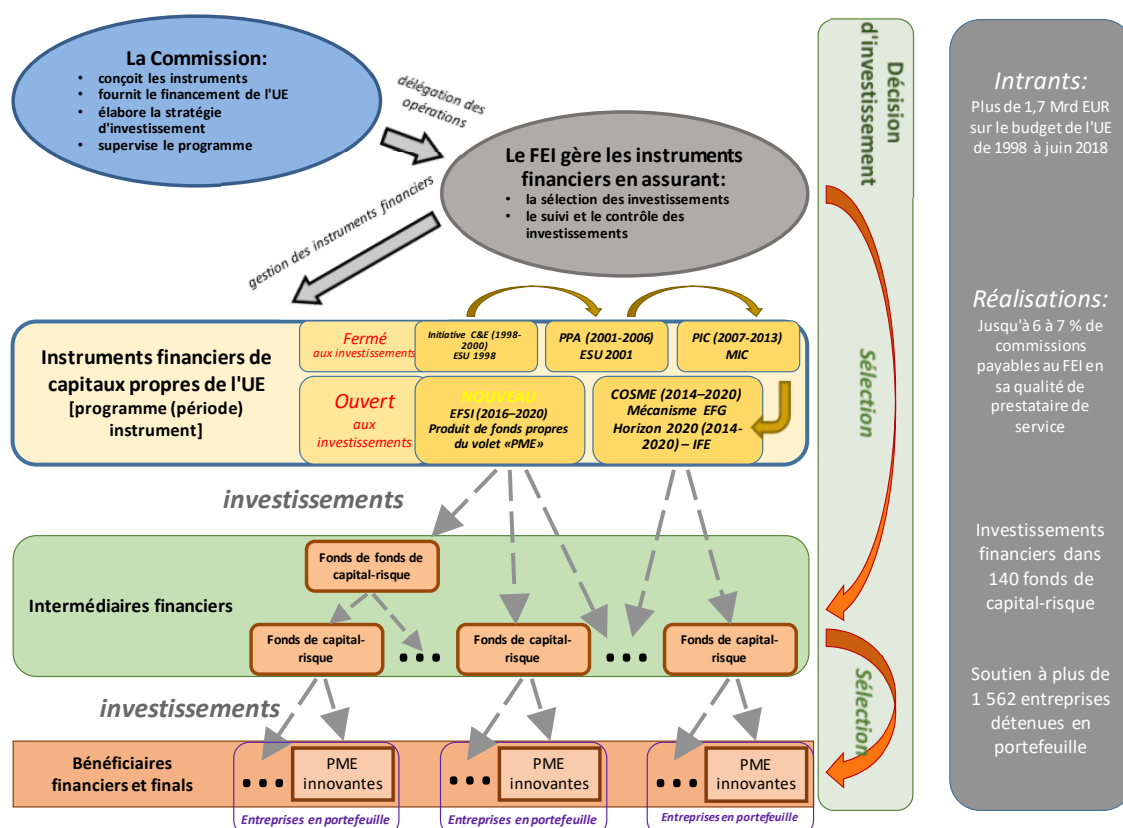 La Commission:
• conçoit les instruments
• fournit le financement de l'UE
• élabore la stratégie
d'investissement
• supervise le programme
délégation des
opérations
Le FEI gère les instruments
financiers en assurant:
• la sélection des investissements
• le suivi et le contrôle des
investissements
gestion des instruments financiers
Instruments financiers de
capitaux propres de l'UE
[programme (période)
instrument]
Fermé
aux investissements
Initiative C&E (1998-
2000)
ESU 1998
PPA (2001-2006)
ESU 2001
PIC (2007-2013)
MIC
Ouvert
aux
investissements
NOUVEAU
EFSI (2016–2020)
Produit de fonds propres
du volet «PME»
COSME (2014–2020)
Mécanisme EFG
Horizon 2020 (2014-
2020) – IFE
investissements
Intermédiaires financiers
Fonds de fonds de
capital-risque
Fonds de capital-
risque
...
Fonds de capital-
risque
...
Fonds de capital-
risque
investissements
Bénéficiaires
financiers et finals
...
PME
innovantes
...
PME
innovantes
...
PME
innovantes
Entreprises en portefeuille
Entreprises en portefeuille
Entreprises en portefeuille
Décision
d'investissement
Sélection
Sélection
Intrants:
Plus de 1,7 Mrd EUR
sur le budget de l'UE
de 1998 à juin 2018
Réalisations:
Jusqu'à 6 à 7 % de
commissions
payables au FEI en
sa qualité de
prestataire de
service
Investissements
financiers dans
140 fonds de
capital-risque
Soutien à plus de
1 562 entreprises
détenues en
portefeuille